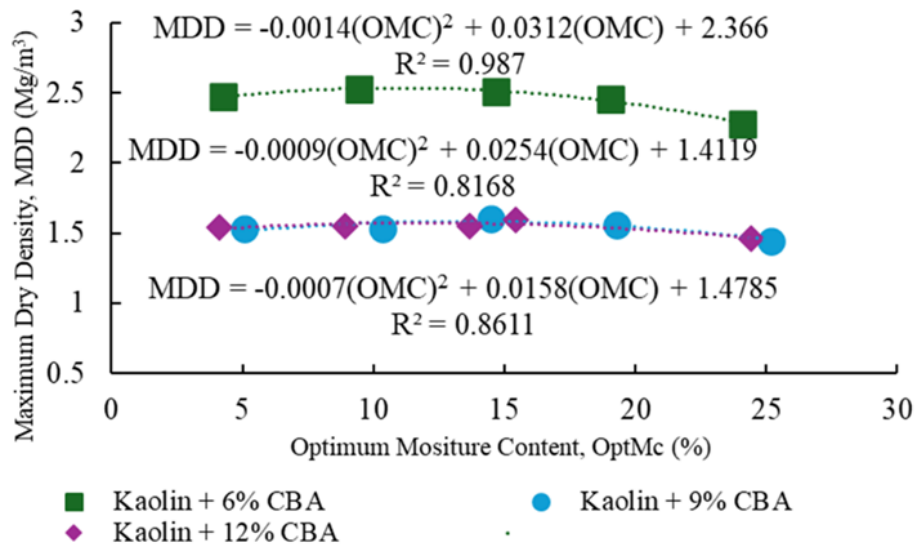 3
MDD = -0.0014(OMC)² + 0.0312(OMC) + 2.366
R² = 0.987
2.5
MDD = -0.0009(OMC)² + 0.0254(OMC) + 1.4119
2
R² = 0.8168
1.5
MDD = -0.0007(OMC)² + 0.0158(OMC) + 1.4785
1
R² = 0.8611
0.5
Maximum Dry Density, MDD (Mg/m³)
0 5 10 15 20 25 30
Optimum Mositure Content, OptMc (%)
Kaolin + 6% CBA
Kaolin + 9% CBA
Kaolin + 12% CBA